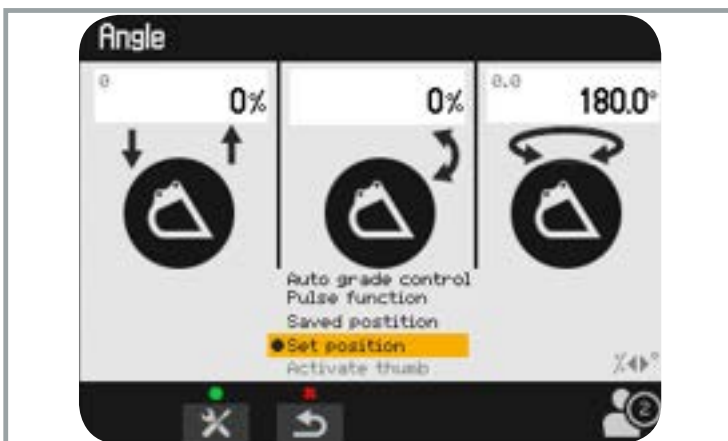 Angle
0
0%
0%
0.0
180.0°
Auto grade control
Pulse function
Saved postition
Set position
Activate thumb
%°
2